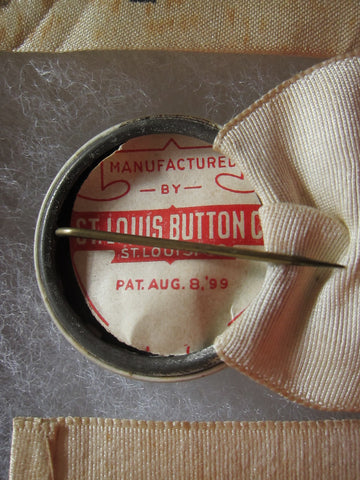 MANUFACTURED
— BY —
ST. LOUIS BUTTON C
ST. LOUIS
PAT. AUG. 8, '99